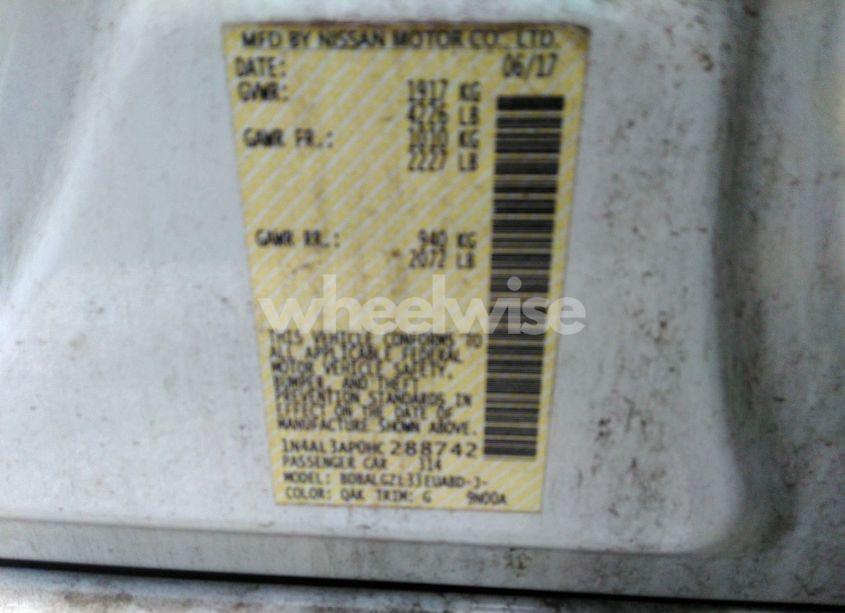 MFD BY NISSAN MOTOR CO., LTD.
DATE: 06/17
GVWR: 1917 KG
4226 LB
GAWR FR.: 1010 KG
2227 LB
GAWR RR.: 940 KG
2072 LB
wheelwise
THIS VEHICLE CONFORMS TO
ALL APPLICABLE FEDERAL
MOTOR VEHICLE SAFETY,
BUMPER, AND THEFT
PREVENTION STANDARDS IN
EFFECT ON THE DATE OF
MANUFACTURE SHOWN ABOVE.
1N4AL3AP0HC288742
PASSENGER CAR 314
MODEL:
COLOR: QAK TRIM: G 9N00A